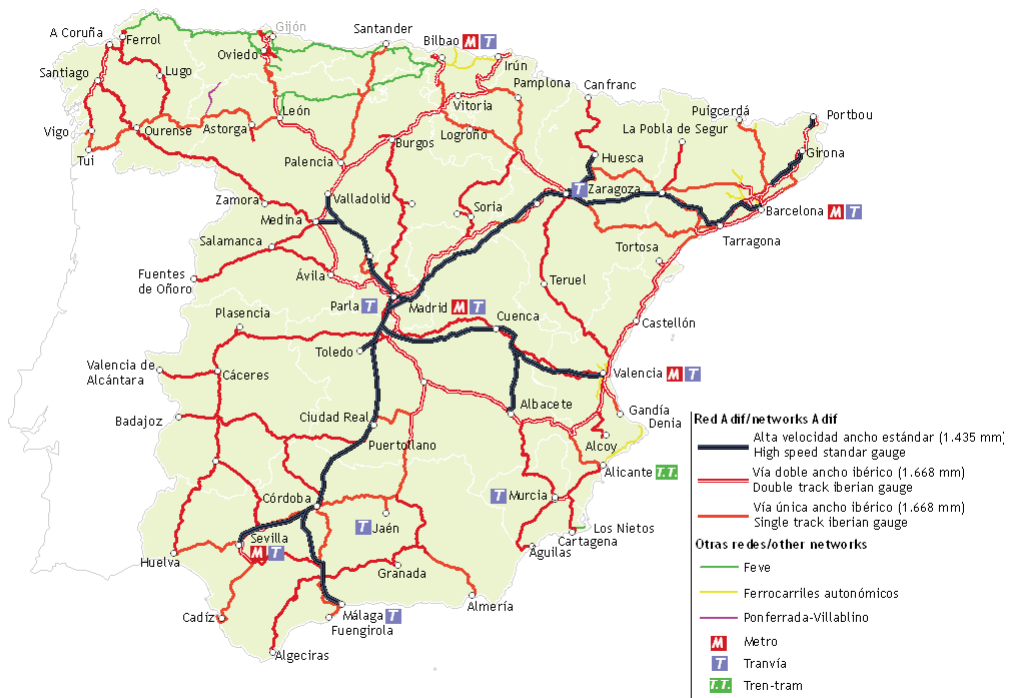 Gijón
A Coruña
Ferrol
Santander
Bilbao M T
Oviedo
Irún
Santiago
Lugo
Pamplona
Canfranc
León
Vitoria
Puigcerdá
Portbou
Vigo
Ourense
Astorga
Logroño
La Pobla de Segur
Burgos
Tui
Palencia
Huesca
Girona
T Zaragoza
Zamora
Valladolid
Soria
Barcelona M T
Medina
Salamanca
Tarragona
Tortosa
Fuentes
de Oñoro
Ávila
Teruel
Parla T
Madrid M T
Plasencia
Cuenca
Castellón
Toledo
Valencia de
Alcántara
Cáceres
Valencia M T
Albacete
Gandía
Denia
Badajoz
Ciudad Real
Puertollano
Alcoy
Alicante T.T.
Córdoba
T Murcia
Sevilla
M T
T Jaén
Los Nietos
Cartagena
Huelva
Águilas
Granada
Almería
Cadíz
Málaga T
Fuengirola
Algeciras
Red Adif/networks Adif
Alta velocidad ancho estándar (1.435 mm)
High speed standar gauge
Vía doble ancho ibérico (1.668 mm)
Double track iberian gauge
Vía única ancho ibérico (1.668 mm)
Single track iberian gauge
Otras redes/other networks
Feve
Ferrocarriles autonómicos
Ponferrada-Villablino
M Metro
T Tranvía
T.T. Tren-tram